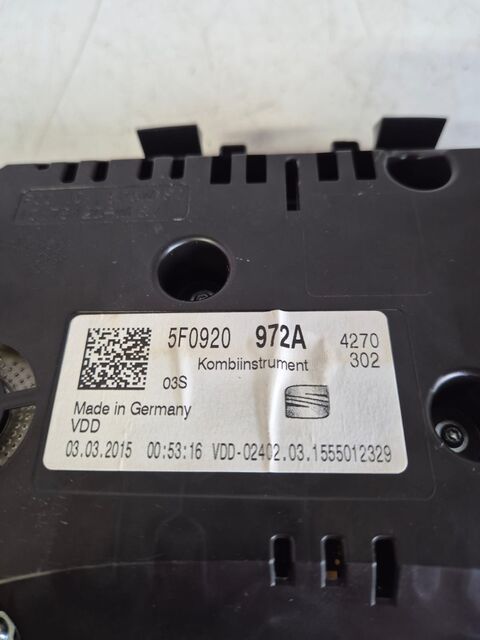 5F0920 972A 4270
Kombiinstrument 302
03S
Made in Germany
VDD
03.03.2015 00:53:16 VDD-02402.03.1555012329